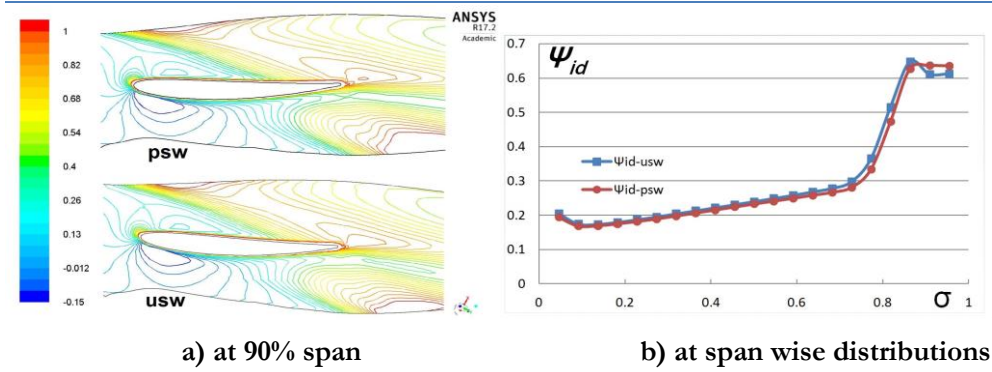 ANSYS
R17.2
Academic
1
0.82
0.68
0.54
0.4
0.26
0.13
-0.012
-0.15
psw
usw
0.7
0.6
0.5
0.4
0.3
0.2
0.1
0
Ψid
Ψid-usw
Ψid-psw
0 0.2 0.4 0.6 0.8 1
σ
a) at 90% span
b) at span wise distributions